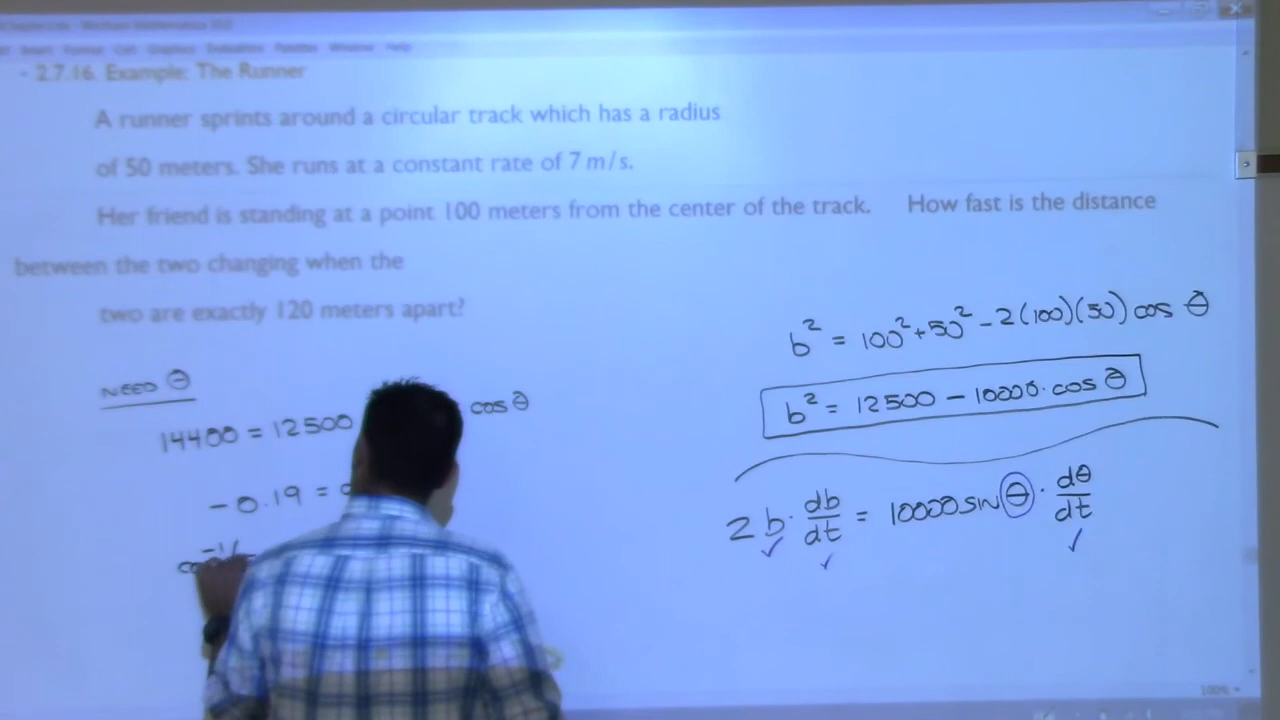 2.7.16. Example: The Runner
A runner sprints around a circular track which has a radius
of 50 meters. She runs at a constant rate of 7 m/s.
Her friend is standing at a point 100 meters from the center of the track. How fast is the distance
between the two changing when the
two are exactly 120 meters apart?
NEED θ
14400 = 12500 cos θ
-0.19 =
b² = 100² + 50² - 2(100)(50) cos θ
b² = 12500 - 10000 · cos θ
2b · db/dt = 10000 sin θ · dθ/dt
100%